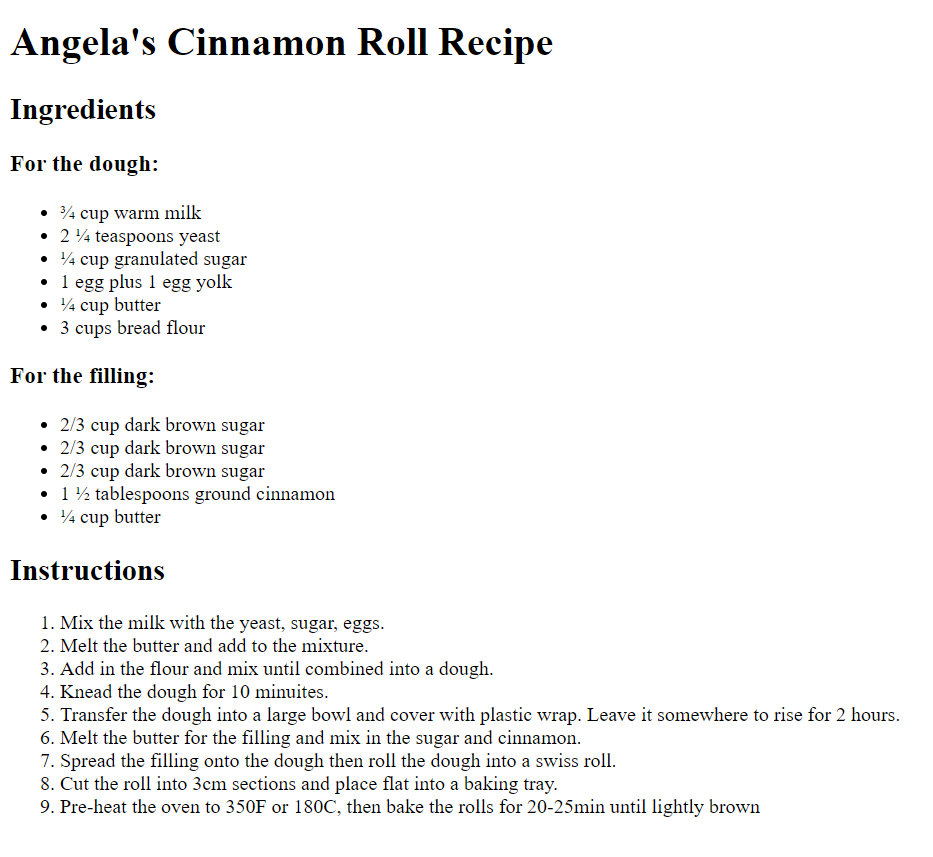 Angela's Cinnamon Roll Recipe
Ingredients
For the dough:
• ¾ cup warm milk
• 2 ¼ teaspoons yeast
• ¼ cup granulated sugar
• 1 egg plus 1 egg yolk
• ¼ cup butter
• 3 cups bread flour
For the filling:
• 2/3 cup dark brown sugar
• 2/3 cup dark brown sugar
• 2/3 cup dark brown sugar
• 1 ½ tablespoons ground cinnamon
• ¼ cup butter
Instructions
1. Mix the milk with the yeast, sugar, eggs.
2. Melt the butter and add to the mixture.
3. Add in the flour and mix until combined into a dough.
4. Knead the dough for 10 minuites.
5. Transfer the dough into a large bowl and cover with plastic wrap. Leave it somewhere to rise for 2 hours.
6. Melt the butter for the filling and mix in the sugar and cinnamon.
7. Spread the filling onto the dough then roll the dough into a swiss roll.
8. Cut the roll into 3cm sections and place flat into a baking tray.
9. Pre-heat the oven to 350F or 180C, then bake the rolls for 20-25min until lightly brown